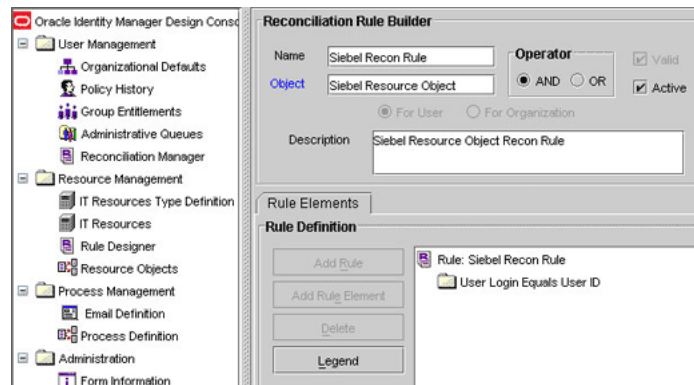 Oracle Identity Manager Design Conso
User Management
Organizational Defaults
Policy History
Group Entitlements
Administrative Queues
Reconciliation Manager
Resource Management
IT Resources Type Definition
IT Resources
Rule Designer
Resource Objects
Process Management
Email Definition
Process Definition
Administration
Form Information
Reconciliation Rule Builder
Name Siebel Recon Rule
Operator
AND OR
Valid
Object Siebel Resource Object
Active
For User For Organization
Description Siebel Resource Object Recon Rule
Rule Elements
Rule Definition
Add Rule
Add Rule Element
Delete
Legend
Rule: Siebel Recon Rule
User Login Equals User ID